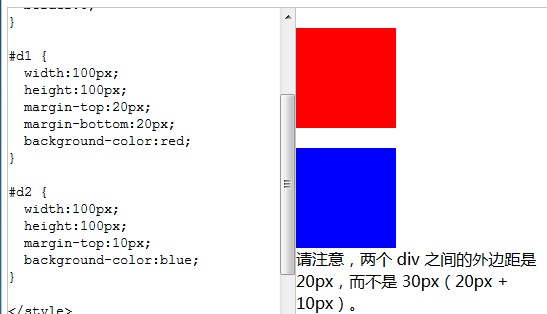 }
#d1 {
width:100px;
height:100px;
margin-top:20px;
margin-bottom:20px;
background-color:red;
}
#d2 {
width:100px;
height:100px;
margin-top:10px;
background-color:blue;
}
</style>
请注意，两个 div 之间的外边距是
20px，而不是 30px（20px +
10px）。